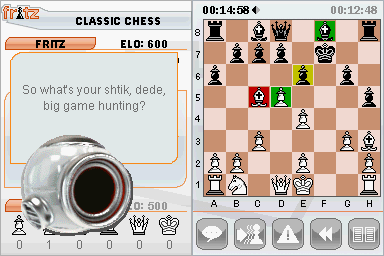 fritz
CLASSIC CHESS
FRITZ
ELO: 600
So what's your shtik, dede,
big game hunting?
ELO: 500
0 1 0 0 0 0
00:14:58
00:12:48
8
7
6
5
4
3
2
1
A B C D E F G H